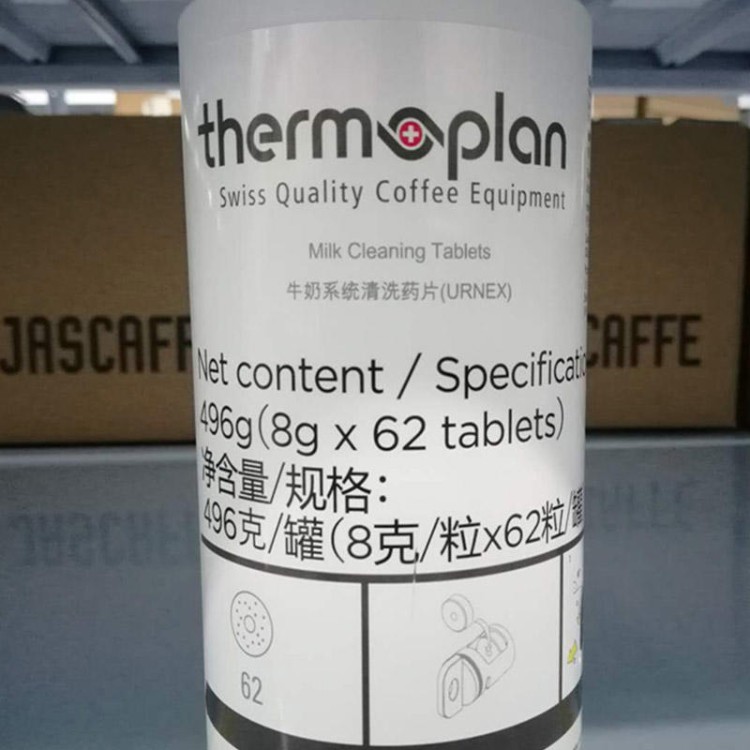 thermoplan
Swiss Quality Coffee Equipment
Milk Cleaning Tablets
牛奶系统清洗药片(URNEX)
JASCAFF
CAFFE
Net content / Specificatio
496g(8g x 62 tablets)
净含量/规格:
496克/罐(8克/粒x62粒/罐
62